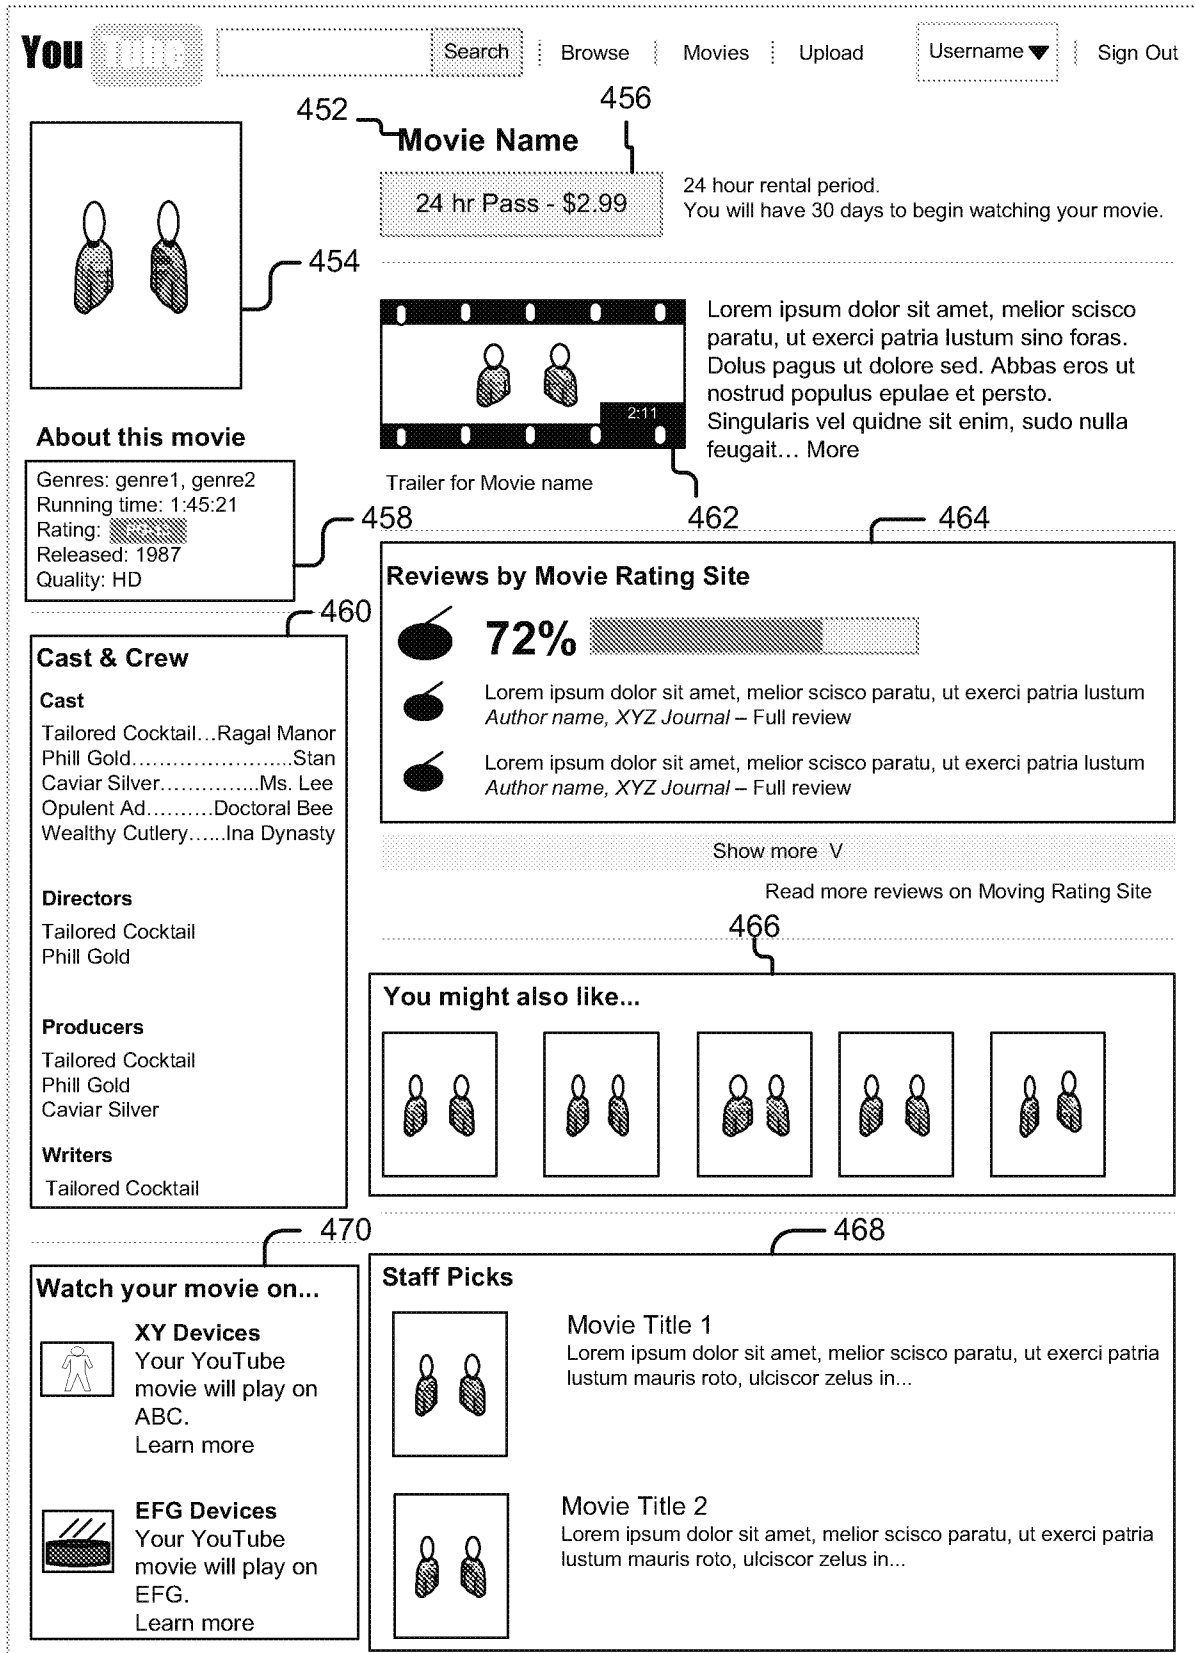 You Tube
Search
Browse
Movies
Upload
Username
Sign Out
452
456
Movie Name
24 hr Pass - $2.99
24 hour rental period.
You will have 30 days to begin watching your movie.
454
Lorem ipsum dolor sit amet, melior scisco
paratu, ut exerci patria lustum sino foras.
Dolus pagus ut dolore sed. Abbas eros ut
nostrud populus epulae et persto.
Singularis vel quidne sit enim, sudo nulla
feugait... More
2:11
Trailer for Movie name
462
About this movie
Genres: genre1, genre2
Running time: 1:45:21
Rating:
Released: 1987
Quality: HD
458
464
Reviews by Movie Rating Site
72%
Lorem ipsum dolor sit amet, melior scisco paratu, ut exerci patria lustum
Author name, XYZ Journal – Full review
Lorem ipsum dolor sit amet, melior scisco paratu, ut exerci patria lustum
Author name, XYZ Journal – Full review
Show more V
Read more reviews on Moving Rating Site
460
Cast & Crew
Cast
Tailored Cocktail...Ragal Manor
Phill Gold........................Stan
Caviar Silver...............Ms. Lee
Opulent Ad..........Doctoral Bee
Wealthy Cutlery......Ina Dynasty
Directors
Tailored Cocktail
Phill Gold
Producers
Tailored Cocktail
Phill Gold
Caviar Silver
Writers
Tailored Cocktail
466
You might also like...
470
Watch your movie on...
XY Devices
Your YouTube
movie will play on
ABC.
Learn more
EFG Devices
Your YouTube
movie will play on
EFG.
Learn more
468
Staff Picks
Movie Title 1
Lorem ipsum dolor sit amet, melior scisco paratu, ut exerci patria
lustum mauris roto, ulciscor zelus in...
Movie Title 2
Lorem ipsum dolor sit amet, melior scisco paratu, ut exerci patria
lustum mauris roto, ulciscor zelus in...